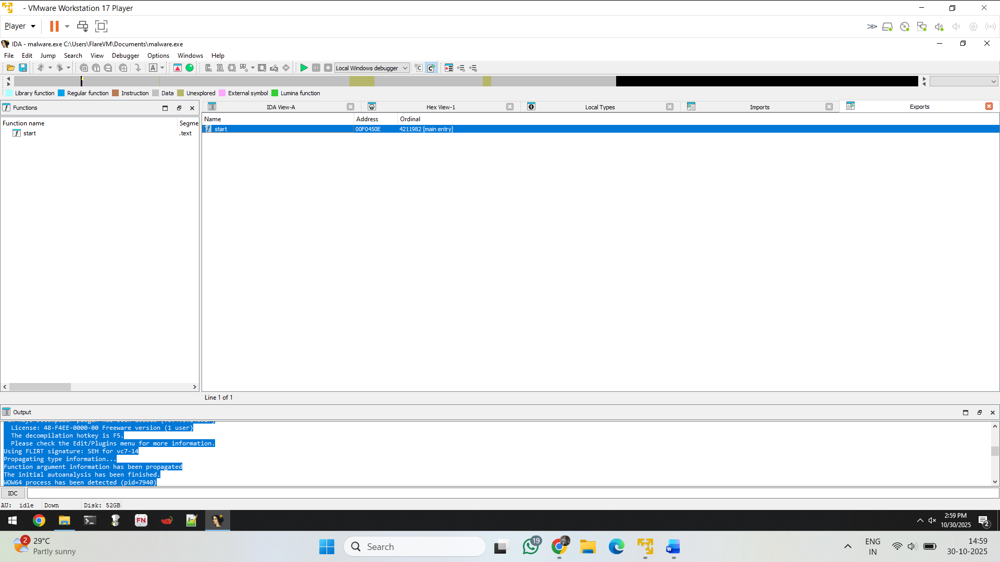 - VMware Workstation 17 Player
Player
IDA - malware.exe C:\Users\FlareVM\Documents\malware.exe
File Edit Jump Search View Debugger Options Windows Help
Local Windows debugger
Library function Regular function Instruction Data Unexplored External symbol Lumina function
Functions
IDA View-A Hex View-1 Local Types Imports Exports
Function name Segme
start .text
Name Address Ordinal
start 00F0450E 4211982 [main entry]
Line 1 of 1
Output
License: 48-F4EE-0000-00 Freeware version (1 user)
The decompilation hotkey is F5.
Please check the Edit/Plugins menu for more information.
Using FLIRT signature: SEH for vc7-14
Propagating type information...
Function argument information has been propagated
The initial autoanalysis has been finished.
WOW64 process has been detected (pid=7940)
IDC
AU: idle Down Disk: 52GB
FN
2:59 PM
10/30/2025
2
2
29°C
Partly sunny
Search
19
ENG
IN
14:59
30-10-2025